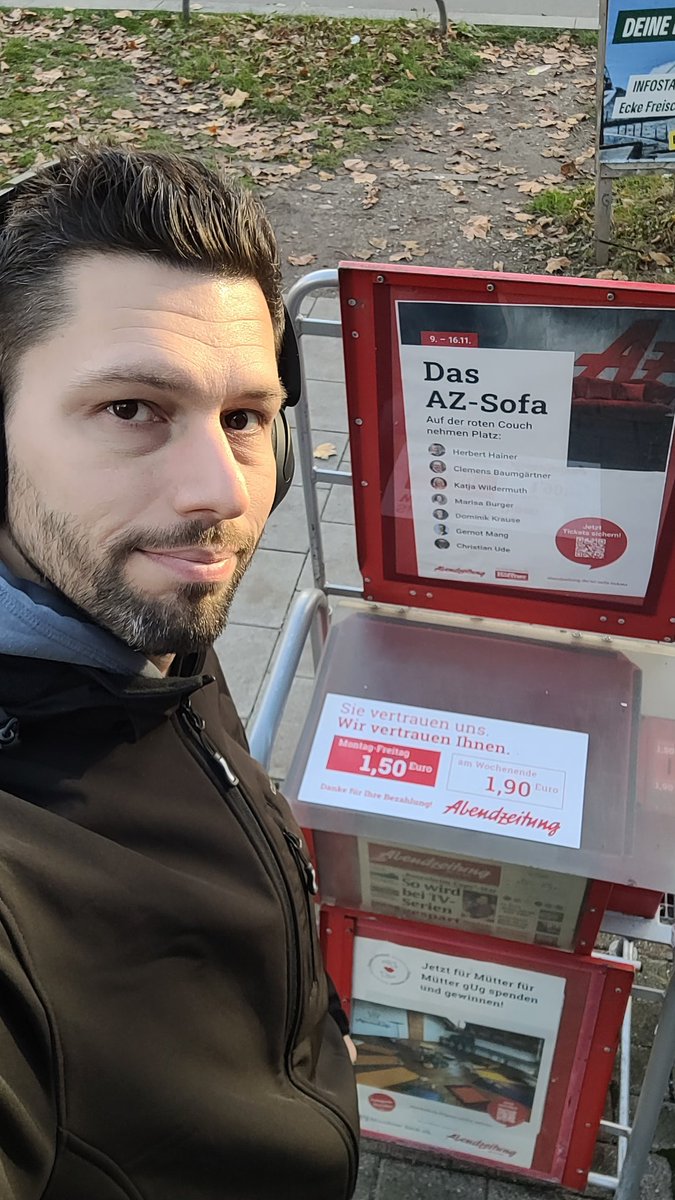 DEINE
INFOSTA
Ecke Freisc
9. – 16.11.
Das
AZ-Sofa
Auf der roten Couch
nehmen Platz:
Herbert Hainer
Clemens Baumgärtner
Katja Wildermuth
Marisa Burger
Dominik Krause
Gernot Mang
Christian Ude
Jetzt
Tickets sichern!
Abendzeitung
Höffner
Sie vertrauen uns.
Wir vertrauen Ihnen.
Montag-Freitag
1,50 Euro
am Wochenende
1,90 Euro
Danke für Ihre Bezahlung!
Abendzeitung
Abendzeitung
So wird
bei TV-
Serien
gespart
Jetzt für Mütter für
Mütter gUg spenden
und gewinnen!
Abendzeitung